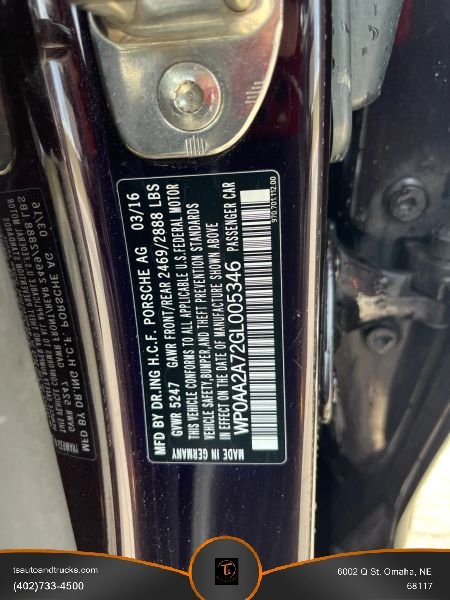 MFD BY DR.ING H.C.F. PORSCHE AG 03/16
GVWR 5247 GAWR FRONT/REAR 2469/2888 LBS
CONFORMS TO ALL APPLICABLE U.S.FEDERAL MOTOR
VEHICLE SAFETY,BUMPER,AND THEFT PREVENTION STANDARDS
IN EFFECT ON THE DATE OF MANUFACTURE SHOWN ABOVE
WP0AA2A72GL005346 PASSENGER CAR
MADE IN GERMANY
970.701.112.00
tsautoandtrucks.com
(402)733-4500
6002 Q St, Omaha, NE
68117